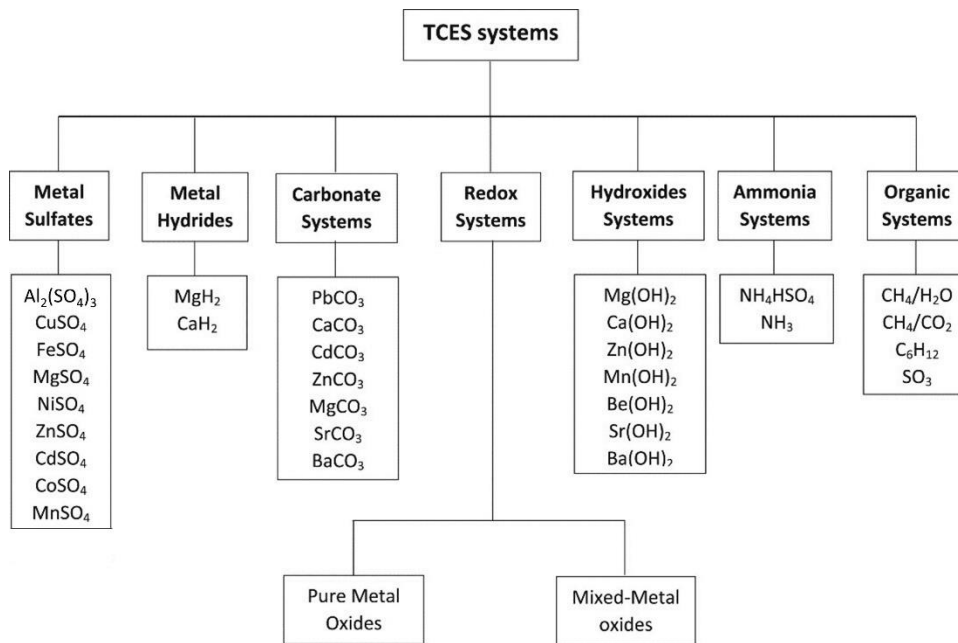 TCES systems
Metal
Sulfates
Metal
Hydrides
Carbonate
Systems
Redox
Systems
Hydroxides
Systems
Ammonia
Systems
Organic
Systems
Al₂(SO₄)₃
CuSO₄
FeSO₄
MgSO₄
NiSO₄
ZnSO₄
CdSO₄
CoSO₄
MnSO₄
MgH₂
CaH₂
PbCO₃
CaCO₃
CdCO₃
ZnCO₃
MgCO₃
SrCO₃
BaCO₃
Mg(OH)₂
Ca(OH)₂
Zn(OH)₂
Mn(OH)₂
Be(OH)₂
Sr(OH)₂
Ba(OH)₂
NH₄HSO₄
NH₃
CH₄/H₂O
CH₄/CO₂
C₆H₁₂
SO₃
Pure Metal
Oxides
Mixed-Metal
oxides